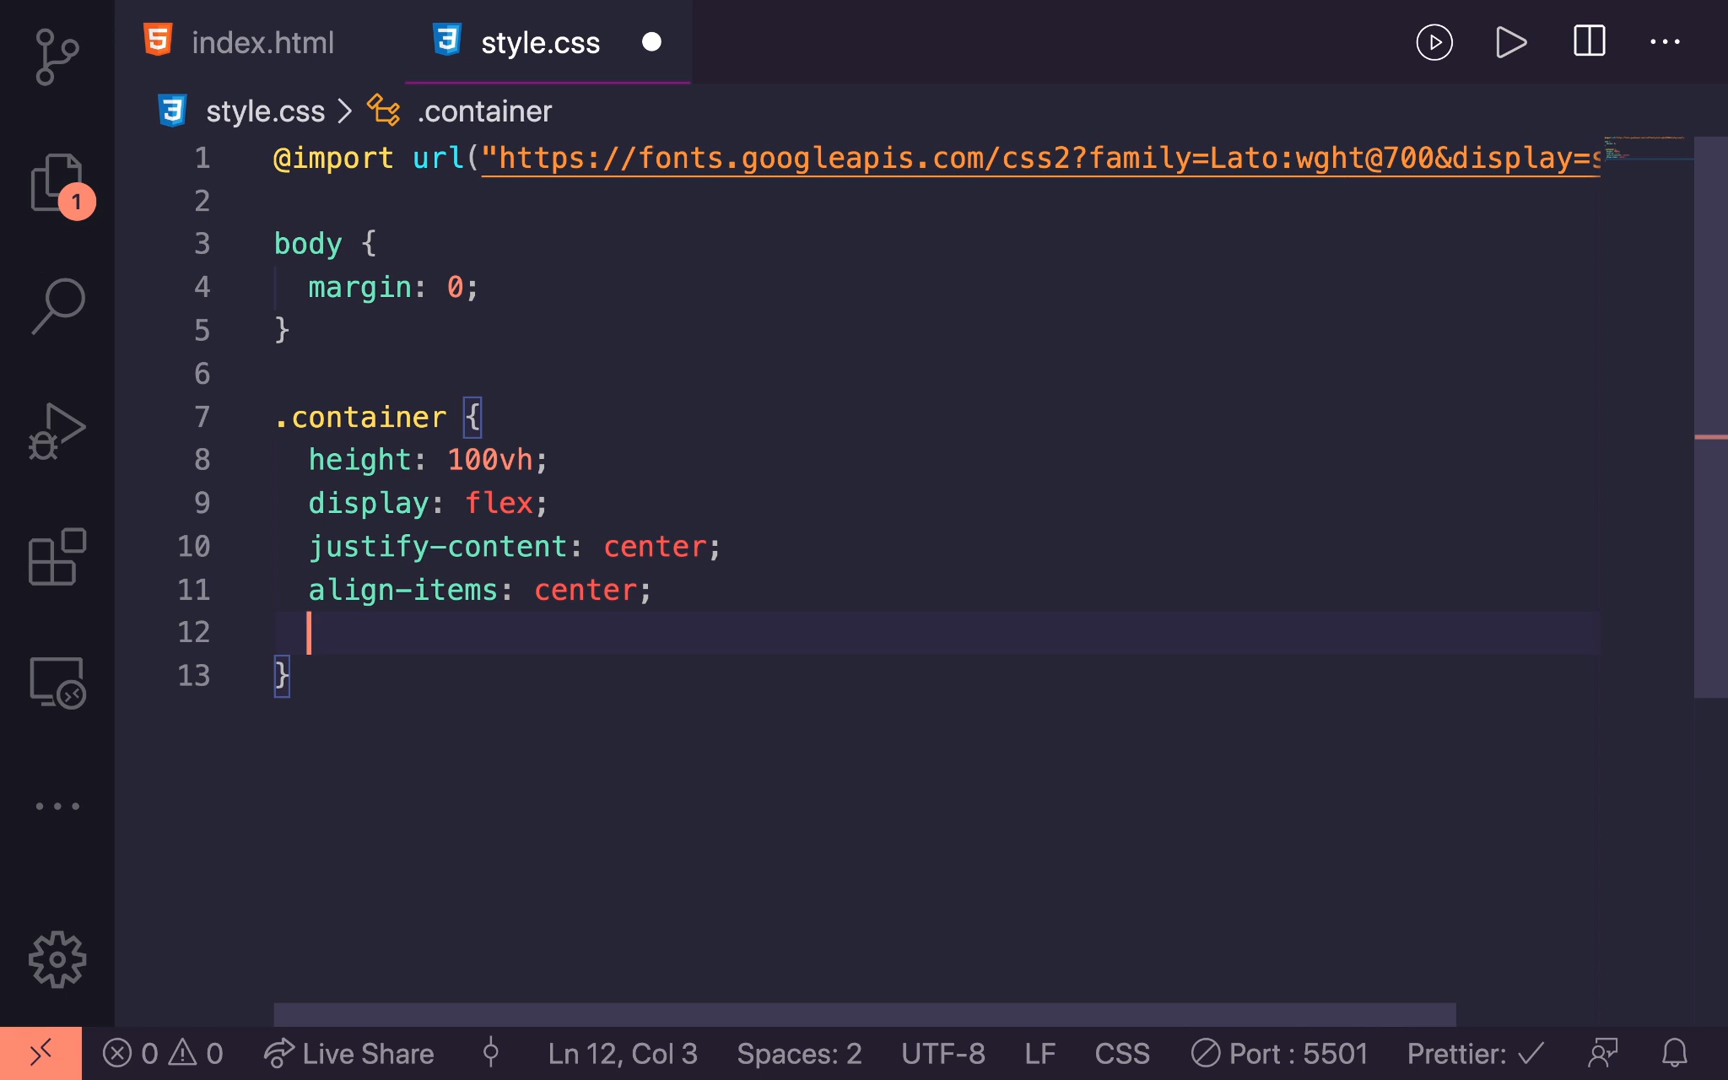 index.html style.css
style.css > .container
1 @import url("https://fonts.googleapis.com/css2?family=Lato:wght@700&display=s
2
3 body {
4 margin: 0;
5 }
6
7 .container {
8 height: 100vh;
9 display: flex;
10 justify-content: center;
11 align-items: center;
12
13 }
1
0 0 Live Share Ln 12, Col 3 Spaces: 2 UTF-8 LF CSS Port : 5501 Prettier: ✓